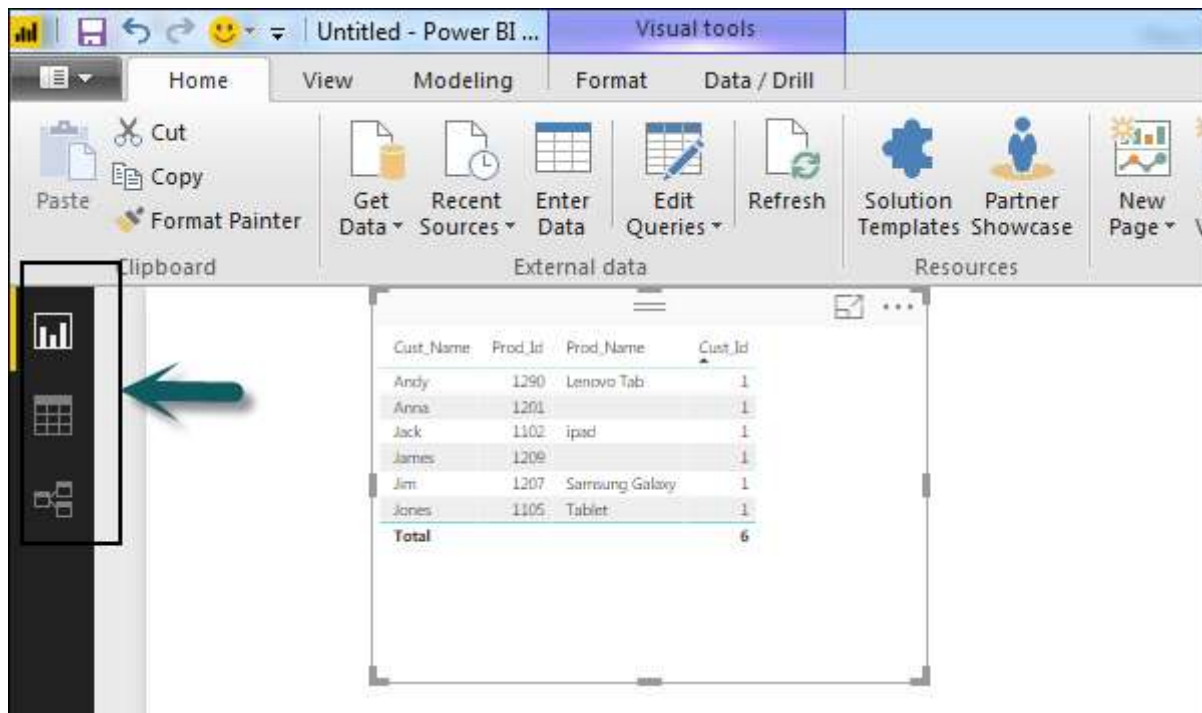 Untitled - Power BI ... Visual tools
Home View Modeling Format Data / Drill
Paste
Cut
Copy
Format Painter
Clipboard
Get Data
Recent Sources
Enter Data
Edit Queries
Refresh
External data
Solution Templates
Partner Showcase
Resources
New Page
Cust_Name Prod_Id Prod_Name Cust_Id
Andy 1290 Lenovo Tab 1
Anna 1201 1
Jack 1102 ipad 1
James 1209 1
Jim 1207 Samsung Galaxy 1
Jones 1105 Tablet 1
Total 6